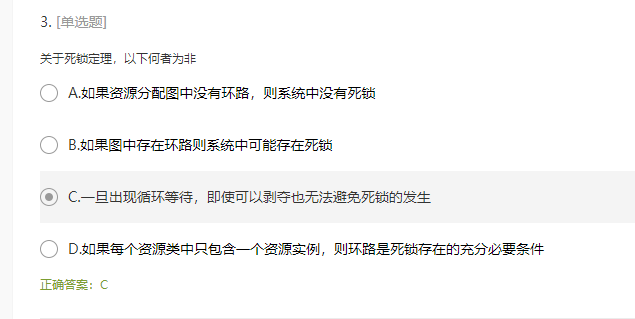 3. [单选题]
关于死锁定理，以下何者为非
A.如果资源分配图中没有环路，则系统中没有死锁
B.如果图中存在环路则系统中可能存在死锁
C.一旦出现循环等待，即使可以剥夺也无法避免死锁的发生
D.如果每个资源类中只包含一个资源实例，则环路是死锁存在的充分必要条件
正确答案：C